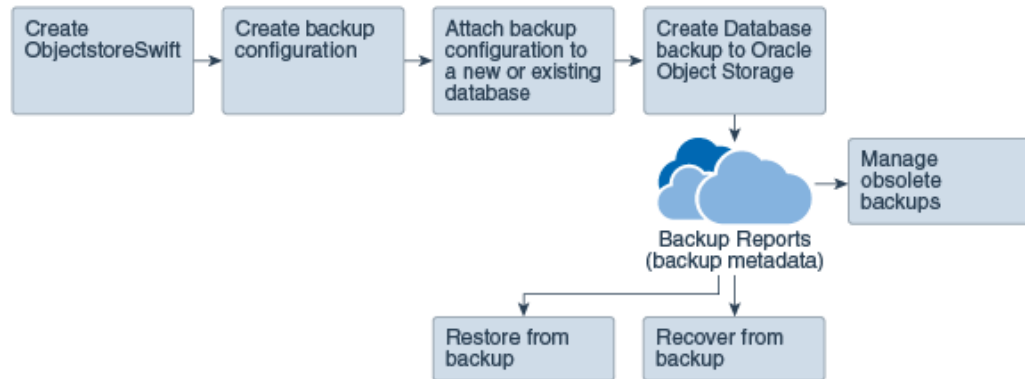 Create
ObjectstoreSwift
Create backup
configuration
Attach backup
configuration to
a new or existing
database
Create Database
backup to Oracle
Object Storage
Manage
obsolete
backups
Backup Reports
(backup metadata)
Restore from
backup
Recover from
backup